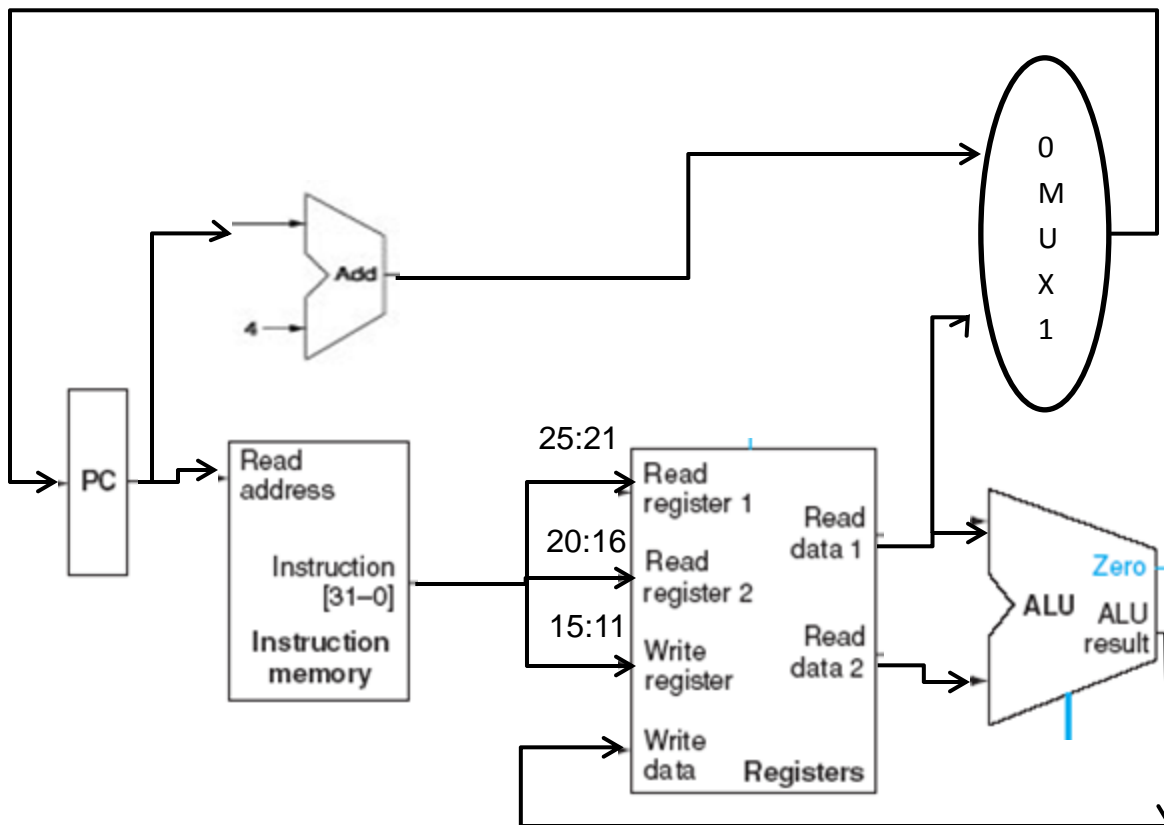 0
M
U
X
1
Add
4
PC
Read
address
Instruction
[31–0]
Instruction
memory
25:21
20:16
15:11
Read
register 1
Read
register 2
Write
register
Write
data
Read
data 1
Read
data 2
Registers
Zero
ALU
ALU
result